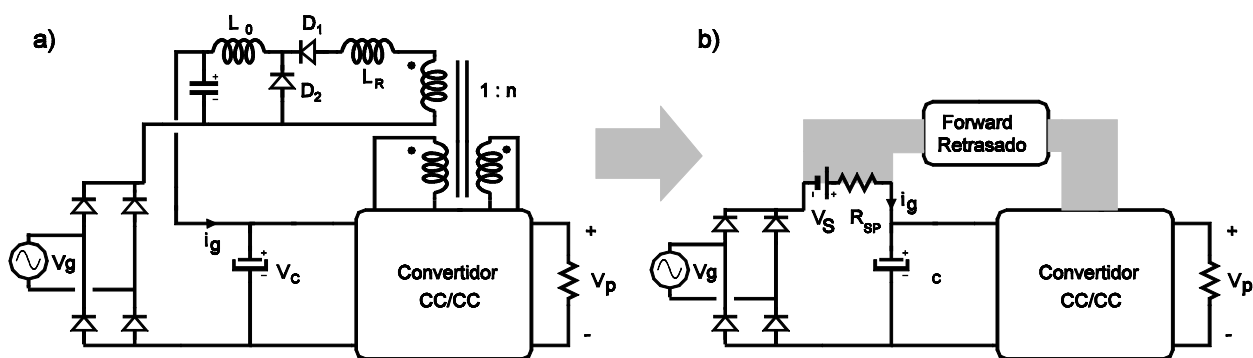 a)
L0
D1
LR
D2
1 : n
+
-
ig
Vg
+
-
Vc
Convertidor
CC/CC
+
Vp
-
b)
Forward
Retrasado
-
+
VS
RSP
ig
Vg
+
-
c
Convertidor
CC/CC
+
Vp
-